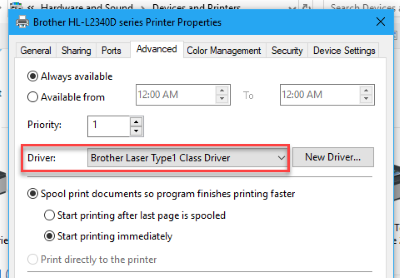 Hardware and Sound > Devices and Printers
Search Devices and
Brother HL-L2340D series Printer Properties
General Sharing Ports Advanced Color Management Security Device Settings
Always available
Available from 12:00 AM To 12:00 AM
Priority: 1
Driver: Brother Laser Type1 Class Driver New Driver...
Spool print documents so program finishes printing faster
Start printing after last page is spooled
Start printing immediately
Print directly to the printer